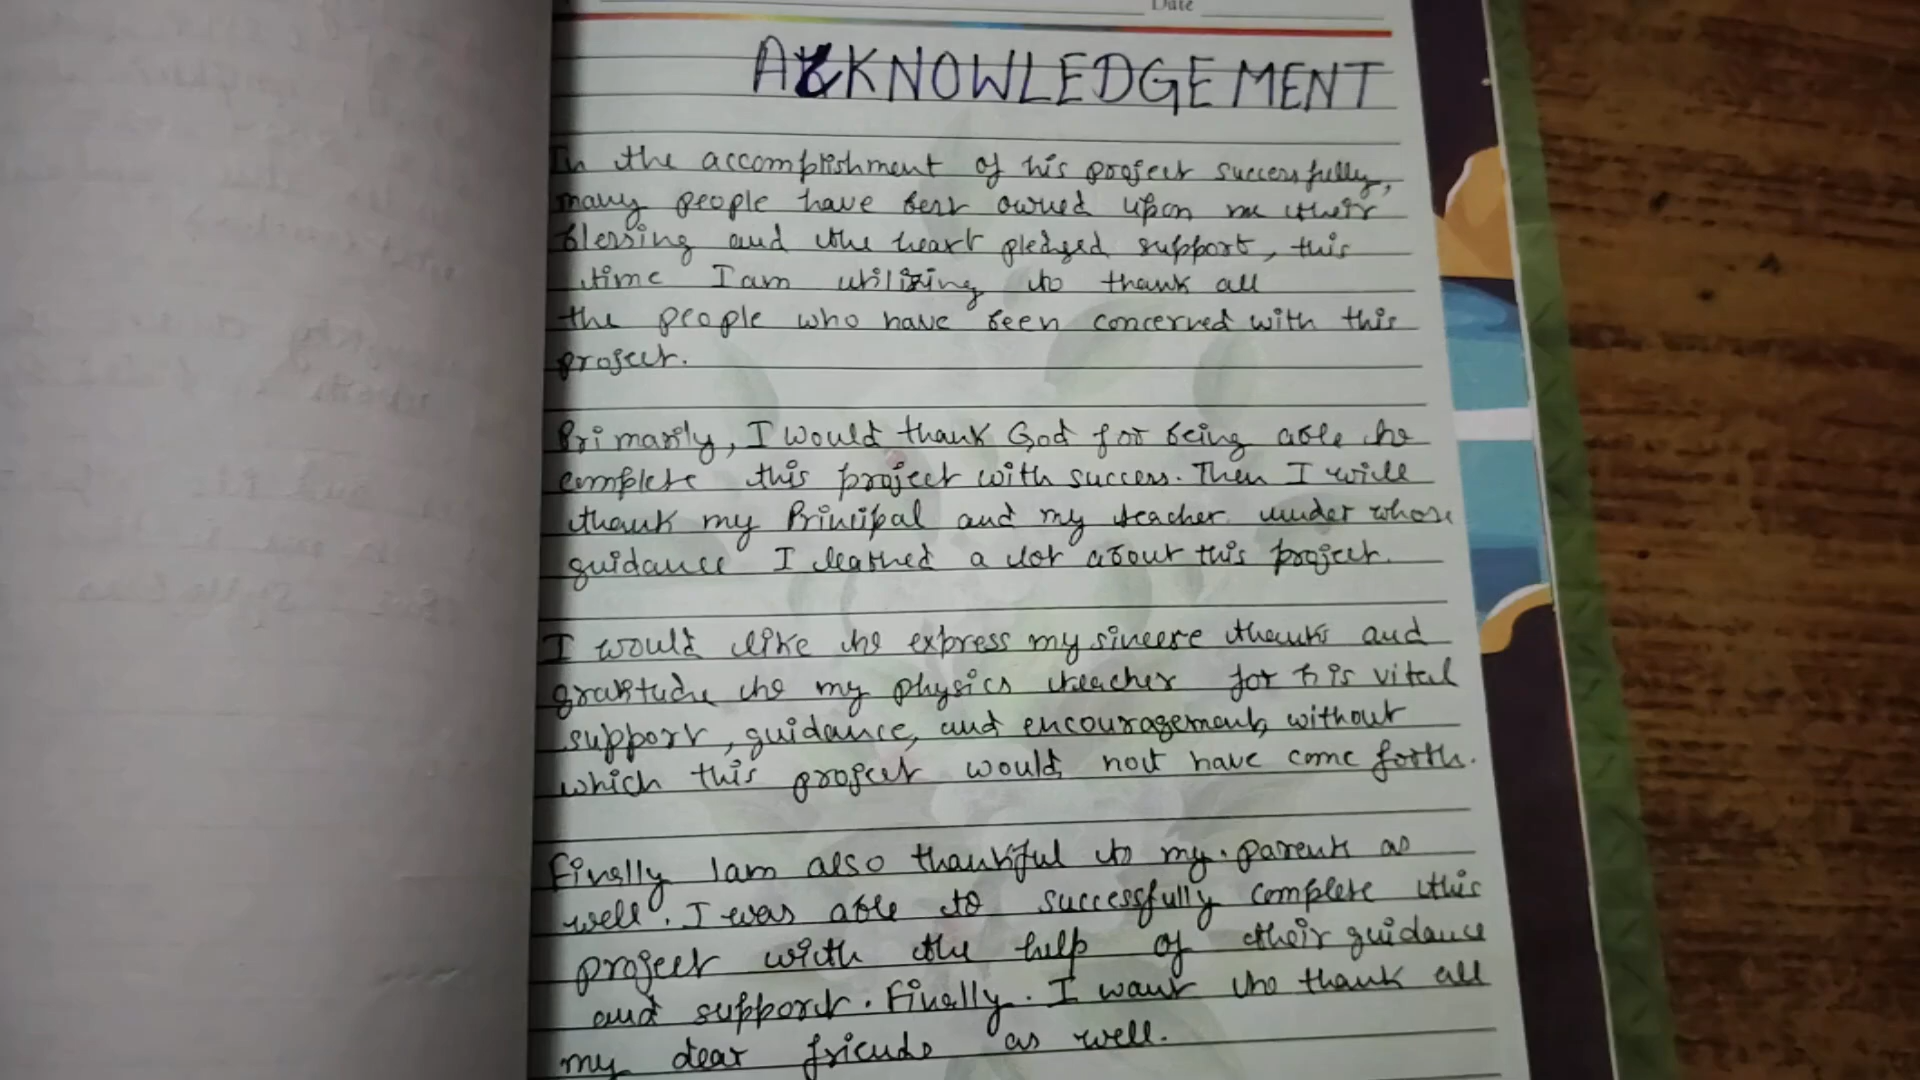 Date
ACKNOWLEDGEMENT
In the accomplishment of his project successfully,
many people have best owned upon me their
blessing and the heart pledged support, this
time I am utilizing to thank all
the people who have been concerned with this
project.
Primarily, I would thank God for being able to
complete this project with success. Then I will
thank my Principal and my teacher under whose
guidance I learned a lot about this project.
I would like to express my sincere thanks and
gratitude to my physics teacher for his vital
support, guidance, and encouragement, without
which this project would not have come forth.
Finally I am also thankful to my parents as
well. I was able to successfully complete this
project with the help of their guidance
and support. Finally. I want to thank all
my dear friends as well.